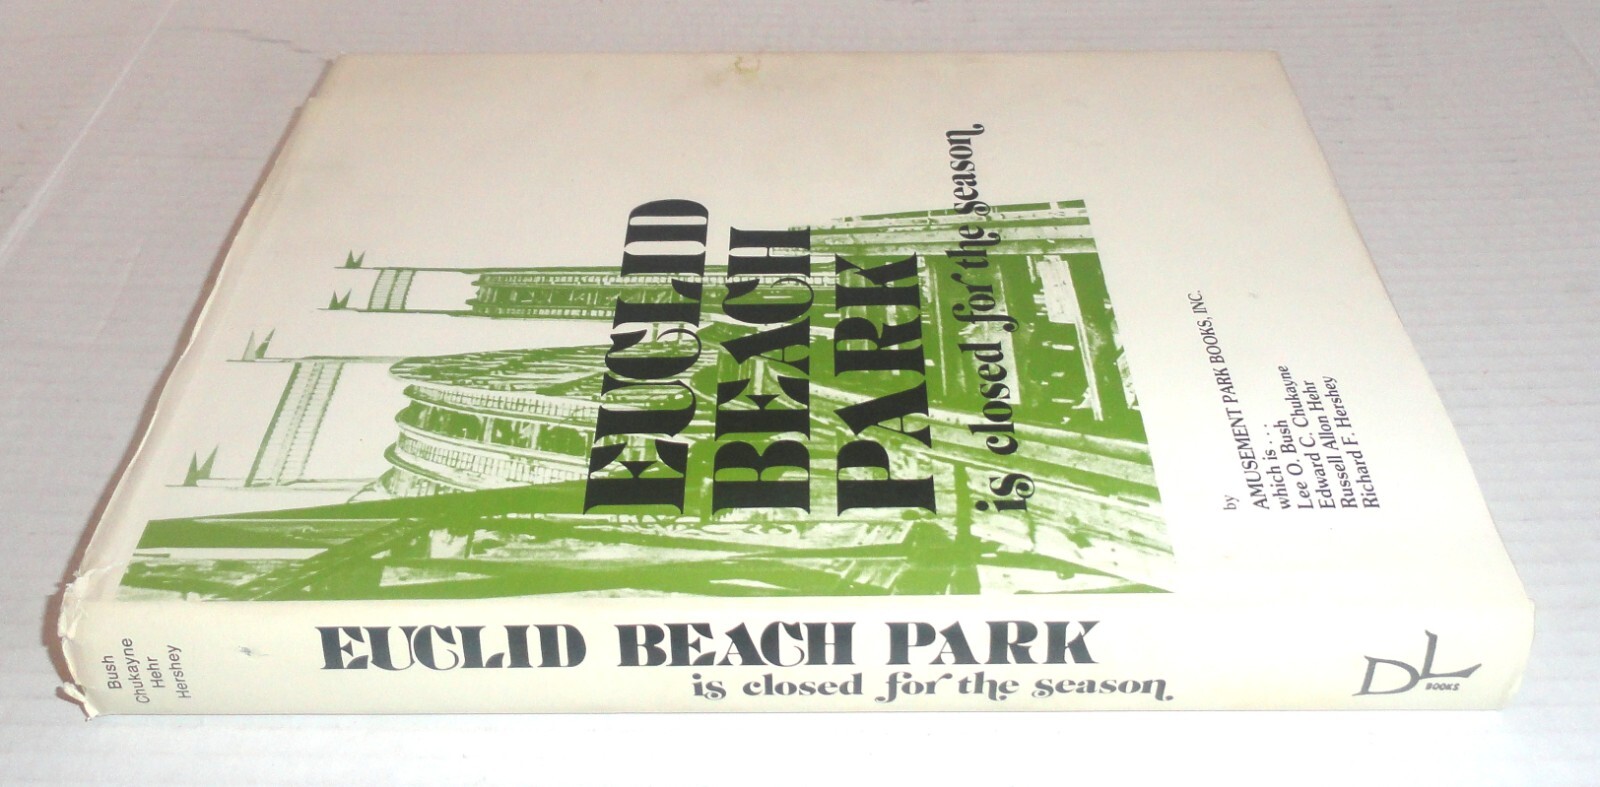 EUCLID
BEACH
PARK
is closed for the season
by
AMUSEMENT PARK BOOKS, INC.
which is...
Lee O. Bush
Edward C. Chukayne
Russell Allon Hehr
Richard F. Hershey
Bush
Chukayne
Hehr
Hershey
EUCLID BEACH PARK
is closed for the season
DL
BOOKS